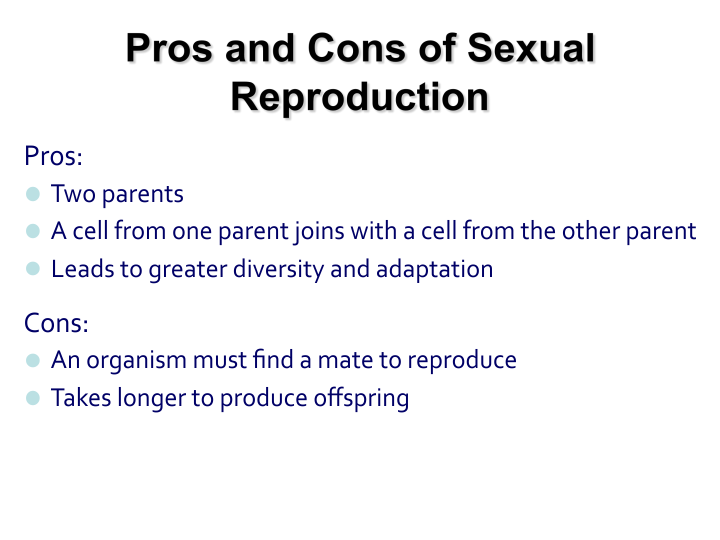 Pros and Cons of Sexual
Reproduction
Pros:
Two parents
A cell from one parent joins with a cell from the other parent
Leads to greater diversity and adaptation
Cons:
An organism must find a mate to reproduce
Takes longer to produce offspring